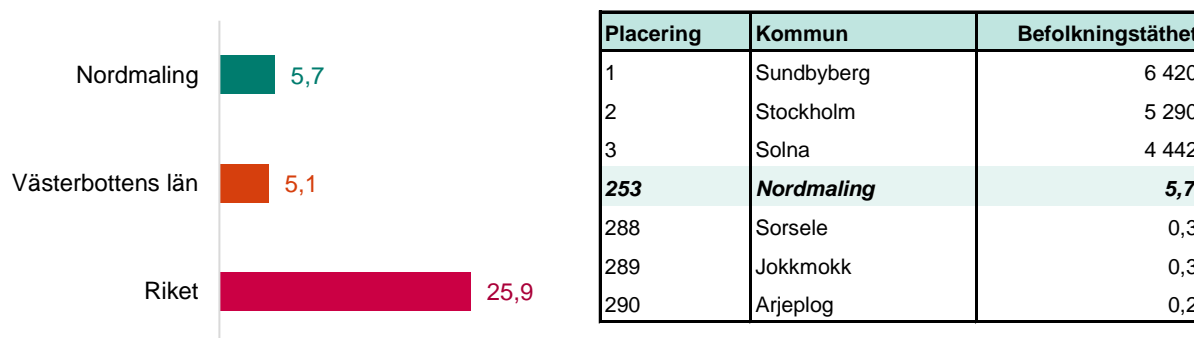 Nordmaling 5,7
Västerbottens län 5,1
Riket 25,9
Placering Kommun Befolkningstäthet
1 Sundbyberg 6 420
2 Stockholm 5 290
3 Solna 4 442
253 Nordmaling 5,7
288 Sorsele 0,3
289 Jokkmokk 0,3
290 Arjeplog 0,2